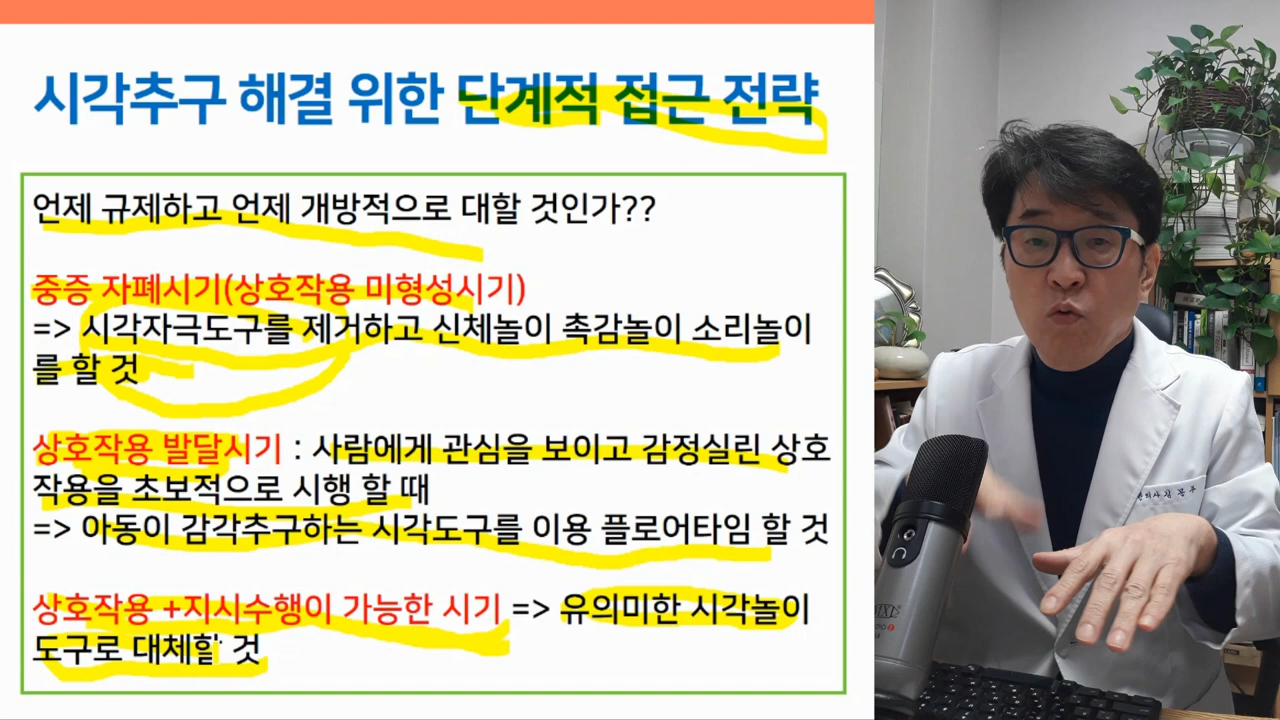 시각추구 해결 위한 단계적 접근 전략
언제 규제하고 언제 개방적으로 대할 것인가??
중증 자폐시기(상호작용 미형성시기)
=> 시각자극도구를 제거하고 신체놀이 촉감놀이 소리놀이
를 할 것
상호작용 발달시기 : 사람에게 관심을 보이고 감정실린 상호
작용을 초보적으로 시행 할 때
=> 아동이 감각추구하는 시각도구를 이용 플로어타임 할 것
상호작용 +지시수행이 가능한 시기 => 유의미한 시각놀이
도구로 대체할 것